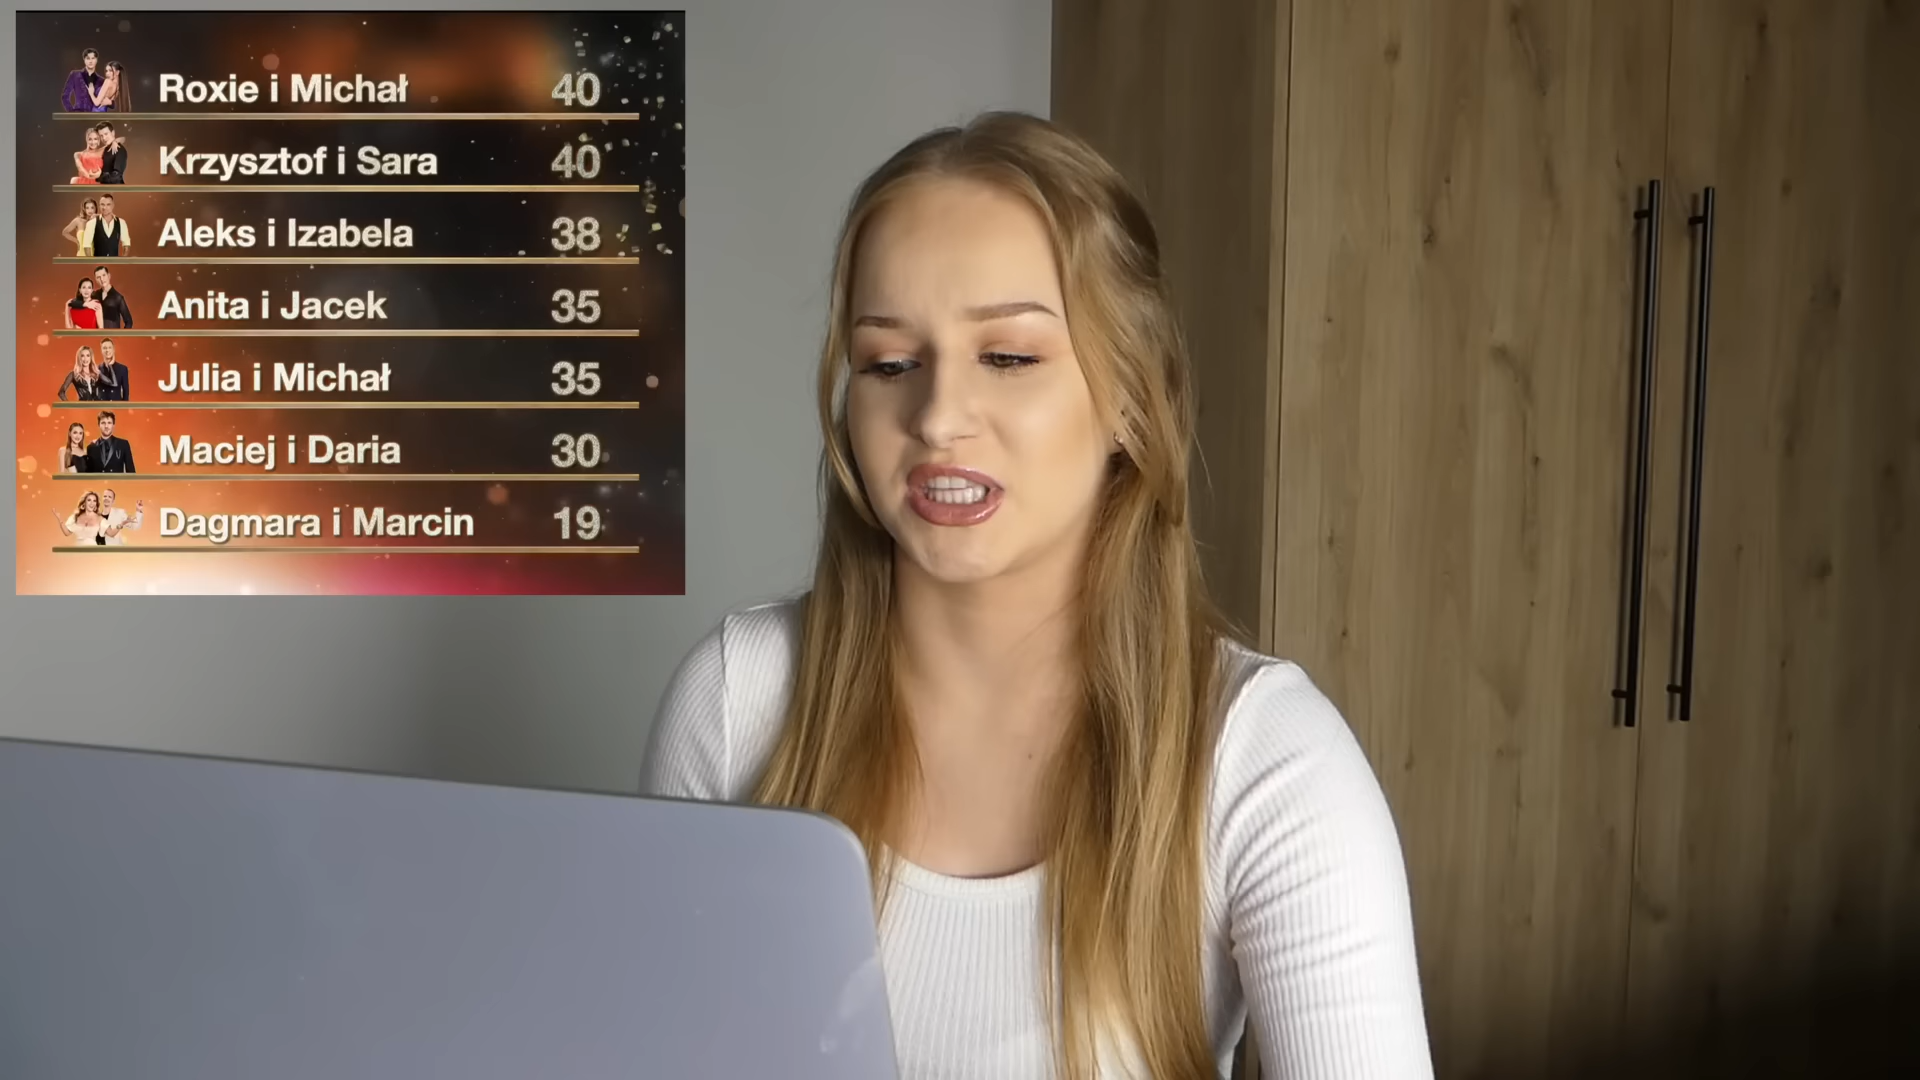 Roxie i Michał 40
Krzysztof i Sara 40
Aleks i Izabela 38
Anita i Jacek 35
Julia i Michał 35
Maciej i Daria 30
Dagmara i Marcin 19